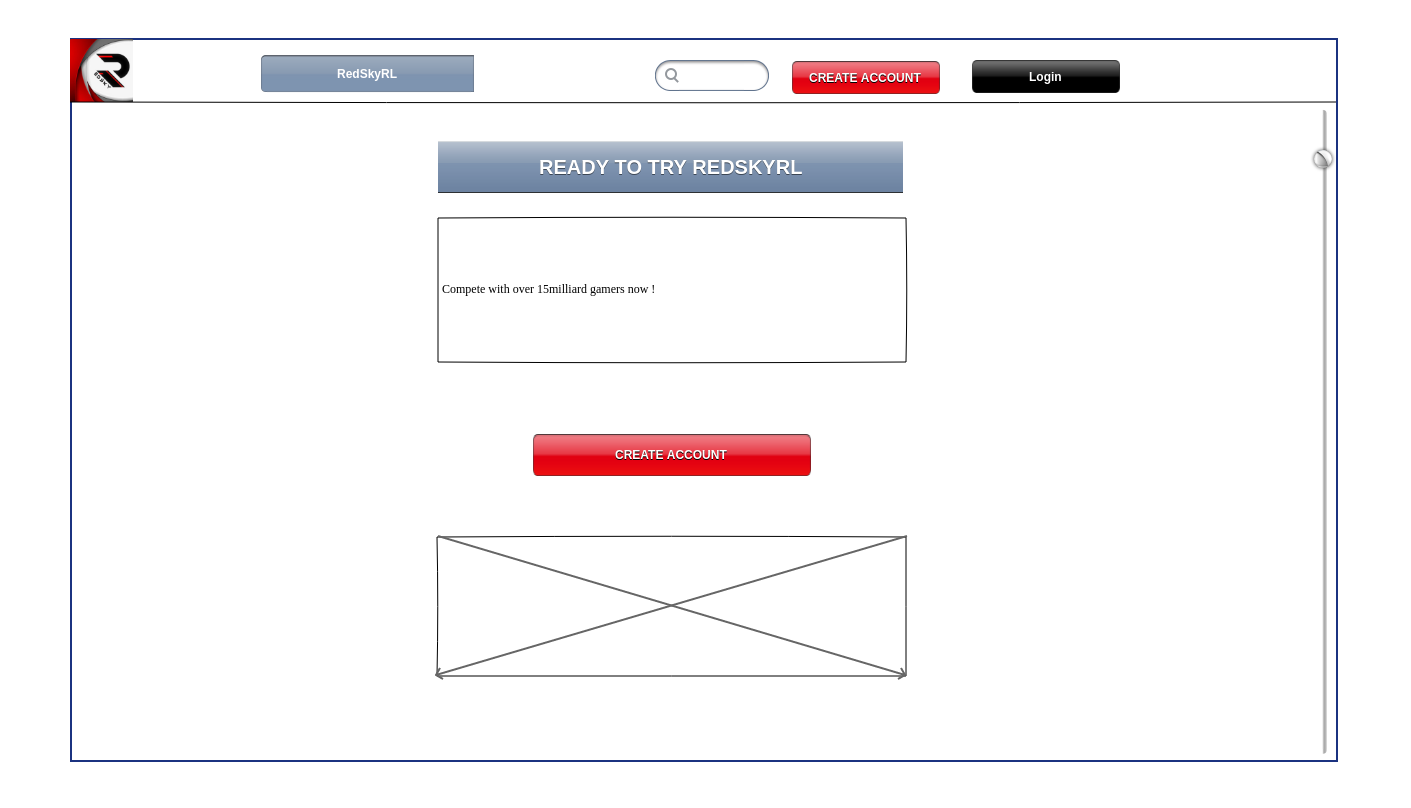 RedSkyRL
CREATE ACCOUNT
Login
READY TO TRY REDSKYRL
Compete with over 15milliard gamers now !
CREATE ACCOUNT